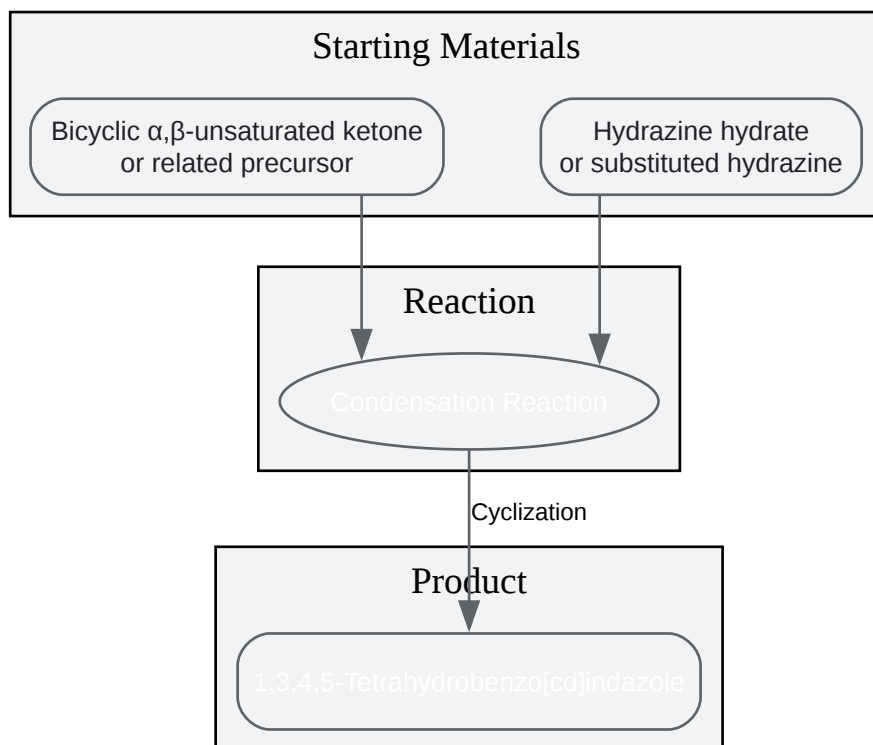 Starting Materials
Bicyclic α,β-unsaturated ketone
or related precursor
Hydrazine hydrate
or substituted hydrazine
Reaction
Condensation Reaction
Cyclization
Product
1,3,4,5-Tetrahydrobenzo[cd]indazole